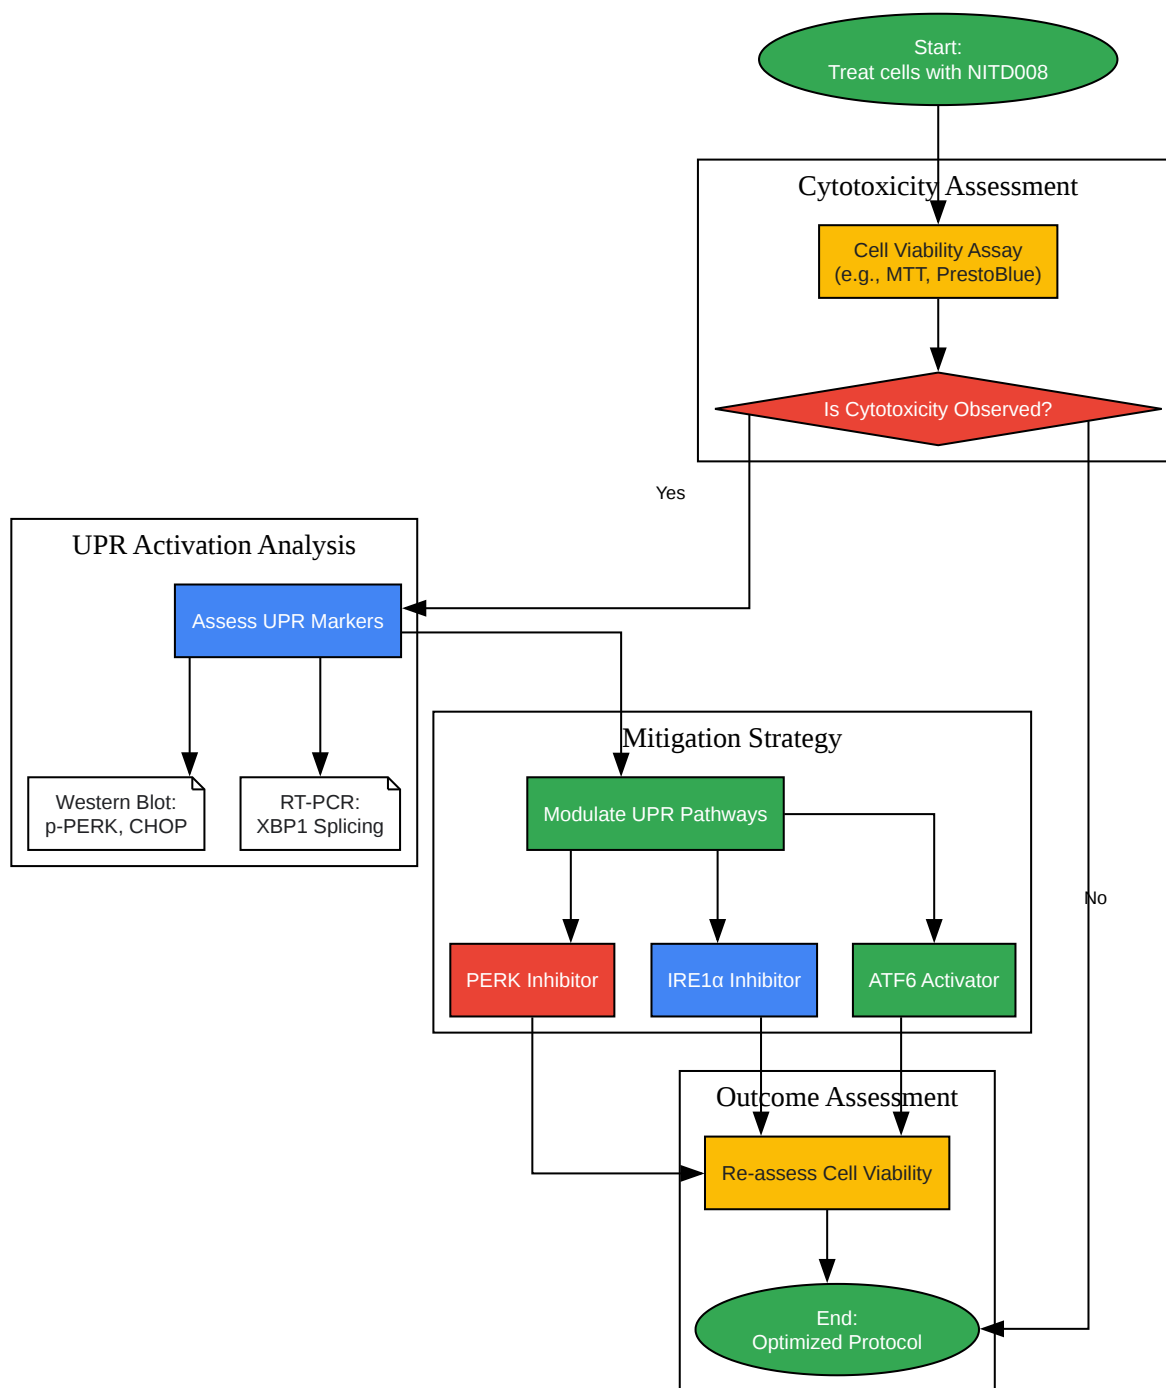 Start:
Treat cells with NITD008
Cytotoxicity Assessment
Cell Viability Assay
(e.g., MTT, PrestoBlue)
Is Cytotoxicity Observed?
Yes
UPR Activation Analysis
Assess UPR Markers
Western Blot:
p-PERK, CHOP
RT-PCR:
XBP1 Splicing
Mitigation Strategy
Modulate UPR Pathways
No
PERK Inhibitor
IRE1α Inhibitor
ATF6 Activator
Outcome Assessment
Re-assess Cell Viability
End:
Optimized Protocol